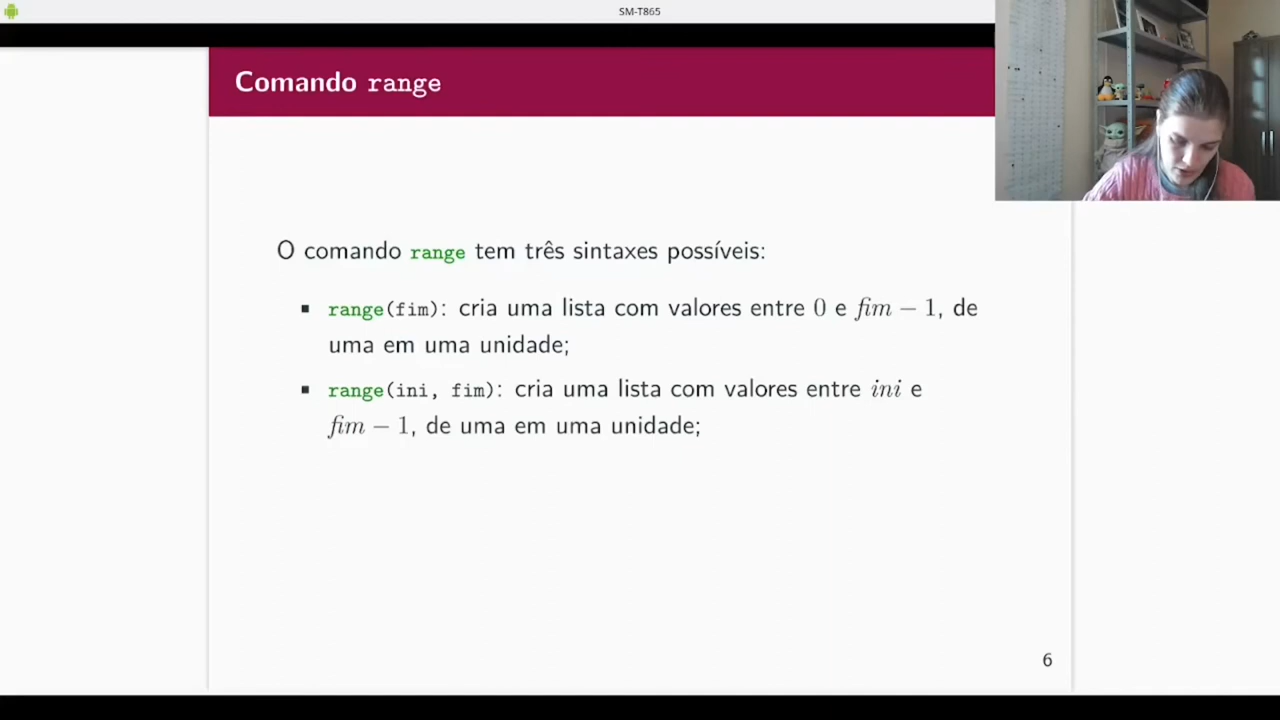 SM-T865
Comando range
O comando range tem três sintaxes possíveis:
▪ range(fim): cria uma lista com valores entre 0 e fim − 1, de
uma em uma unidade;
▪ range(ini, fim): cria uma lista com valores entre ini e
fim − 1, de uma em uma unidade;
6